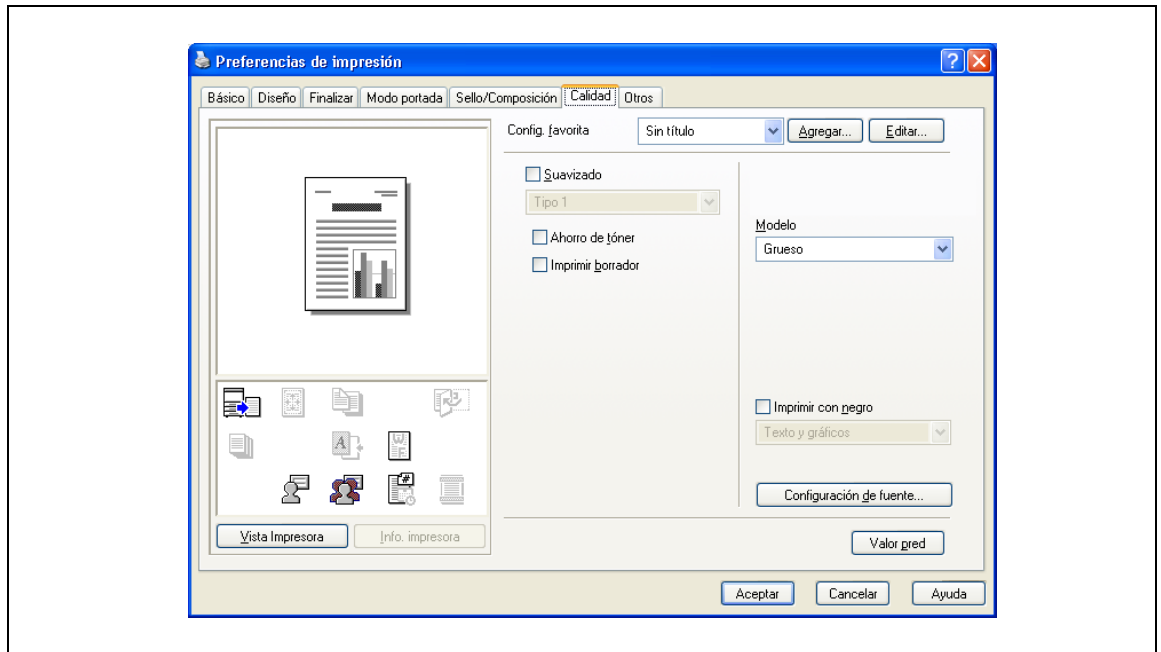 Preferencias de impresión
Básico Diseño Finalizar Modo portada Sello/Composición Calidad Otros
Config. favorita Sin título Agregar... Editar...
Suavizado
Tipo 1
Ahorro de tóner
Imprimir borrador
Modelo
Grueso
Imprimir con negro
Texto y gráficos
Configuración de fuente...
Vista Impresora Info. impresora
Valor pred
Aceptar Cancelar Ayuda